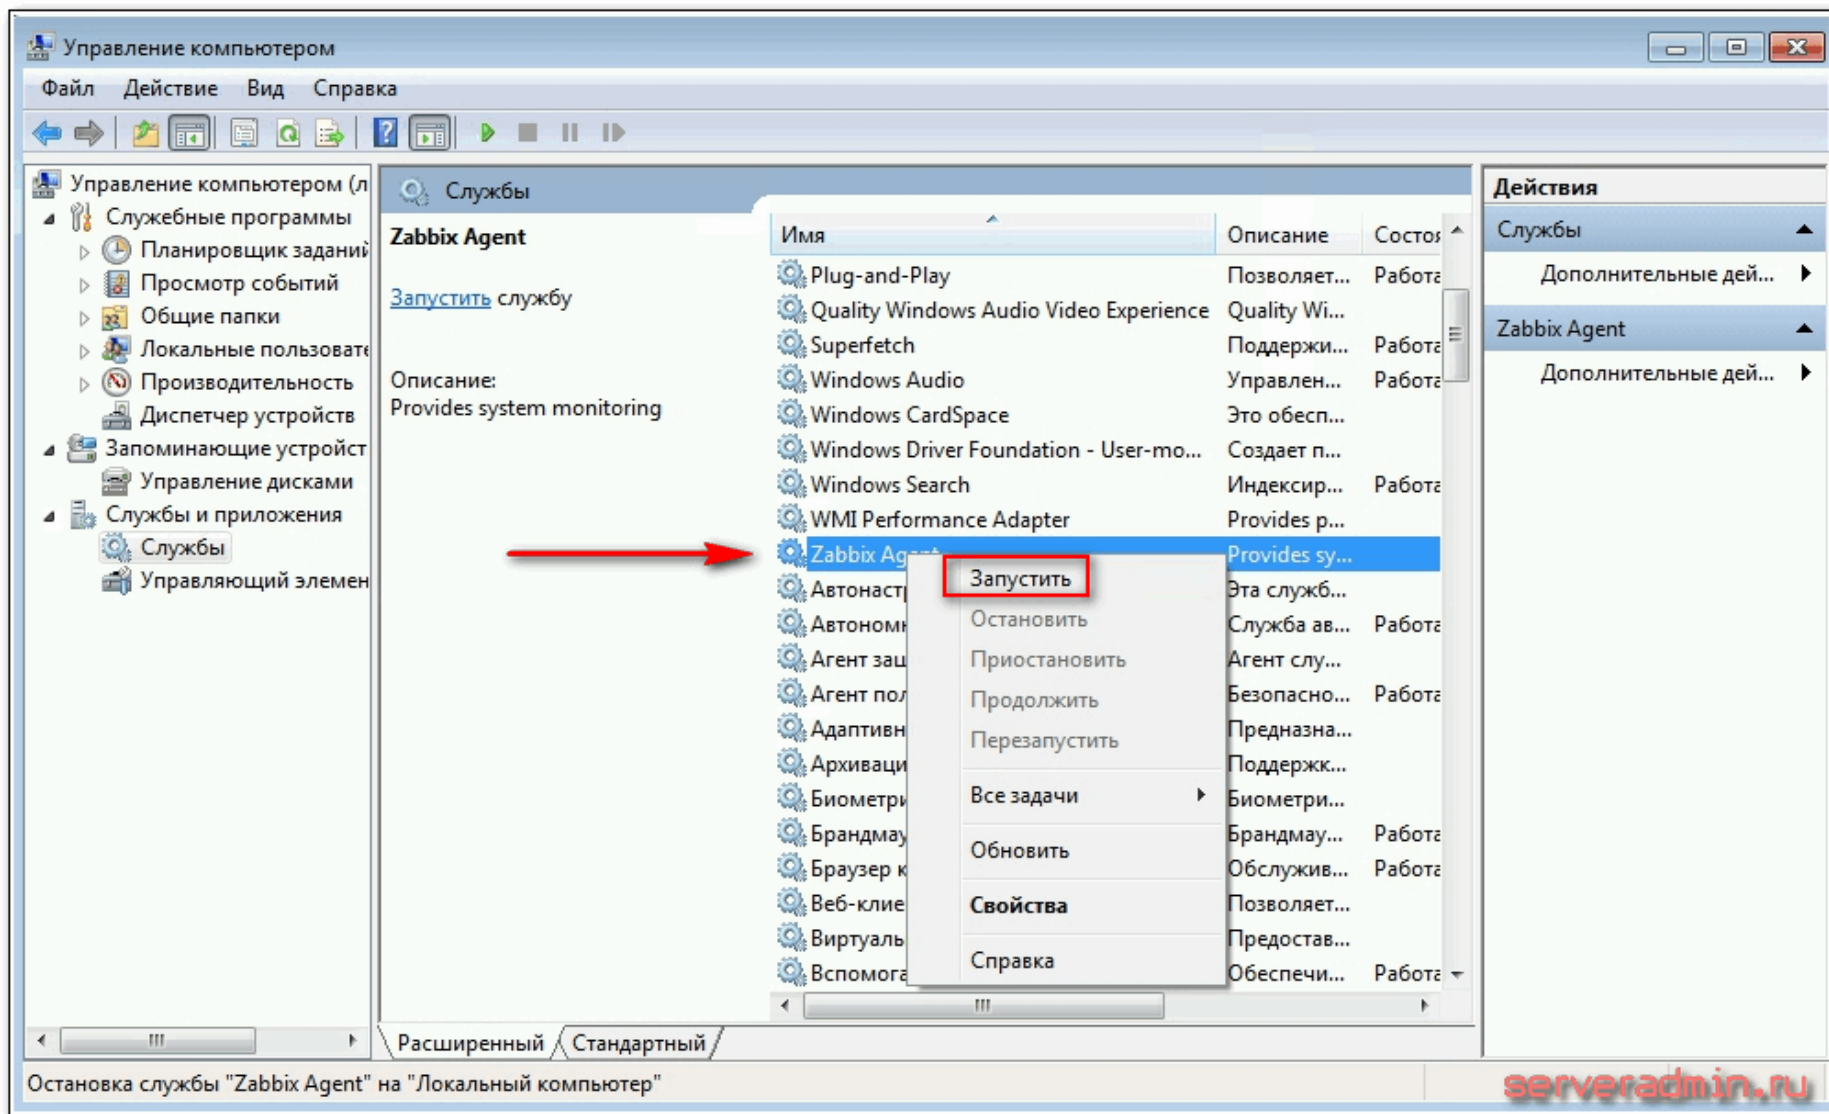 Управление компьютером
Файл Действие Вид Справка
Управление компьютером (л
Служебные программы
Планировщик заданий
Просмотр событий
Общие папки
Локальные пользовате
Производительность
Диспетчер устройств
Запоминающие устройст
Управление дисками
Службы и приложения
Службы
Управляющий элемен
Службы
Zabbix Agent
Запустить службу
Описание:
Provides system monitoring
Имя Описание Состоя
Plug-and-Play Позволяет... Работа
Quality Windows Audio Video Experience Quality Wi...
Superfetch Поддержи... Работа
Windows Audio Управлен... Работа
Windows CardSpace Это обесп...
Windows Driver Foundation - User-mo... Создает п...
Windows Search Индексир... Работа
WMI Performance Adapter Provides p...
Zabbix Agent Provides sy...
Автонаст Эта служб...
Автоном Служба ав... Работа
Агент защ Агент слу...
Агент пол Безопасно... Работа
Адаптивн Предназна...
Архиваци Поддержк...
Биометри Биометри...
Брандмау Брандмау... Работа
Браузер к Обслужив... Работа
Веб-клие Позволяет...
Виртуаль Предостав...
Вспомога Обеспечи... Работа
Запустить
Остановить
Приостановить
Продолжить
Перезапустить
Все задачи
Обновить
Свойства
Справка
Расширенный Стандартный
Действия
Службы
Дополнительные дей...
Zabbix Agent
Дополнительные дей...
Остановка службы "Zabbix Agent" на "Локальный компьютер"
serveradmin.ru